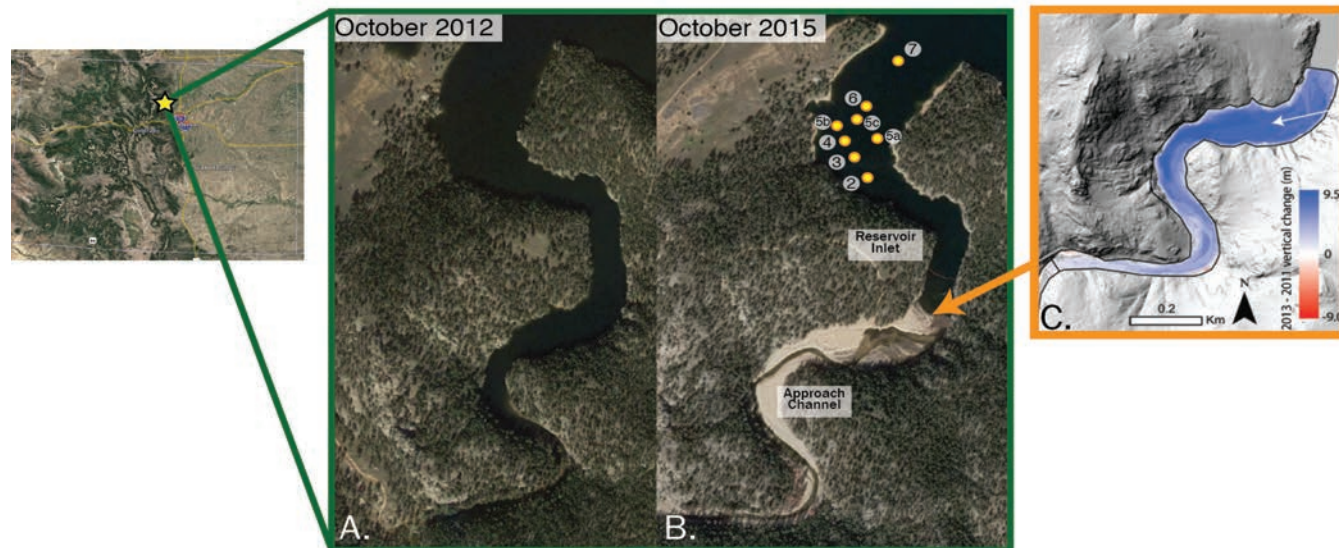 October 2012
October 2015
7
6
5b
5c
4
5a
3
2
Reservoir
Inlet
Approach
Channel
A.
B.
C.
2013 - 2011 vertical change (m)
9.5
0
-9.
N
0.2
Km